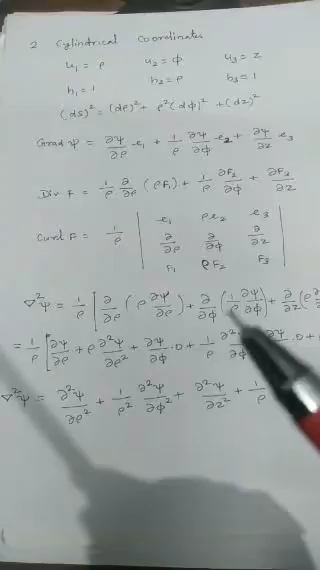 2 Cylindrical Coordinates
u₁ = ρ u₂ = φ u₃ = z
h₁ = 1 h₂ = ρ h₃ = 1
(ds)² = (dρ)² + ρ²(dφ)² + (dz)²
Grad ψ = ∂ψ/∂ρ e₁ + 1/ρ ∂ψ/∂φ e₂ + ∂ψ/∂z e₃
Div F = 1/ρ ∂/∂ρ (ρF₁) + 1/ρ ∂F₂/∂φ + ∂F₃/∂z
Curl F = 1/ρ | e₁ ρe₂ e₃
∂/∂ρ ∂/∂φ ∂/∂z
F₁ ρF₂ F₃ |
∇²ψ = 1/ρ [ ∂/∂ρ ( ρ ∂ψ/∂ρ ) + ∂/∂φ ( 1/ρ ∂ψ/∂φ ) + ∂/∂z (ρ
= 1/ρ [ ∂ψ/∂ρ + ρ ∂²ψ/∂ρ² + ∂ψ/∂φ · 0 + 1/ρ ∂² · 0 +
∇²ψ = ∂²ψ/∂ρ² + 1/ρ² ∂²ψ/∂φ² + ∂²ψ/∂z² + 1/ρ